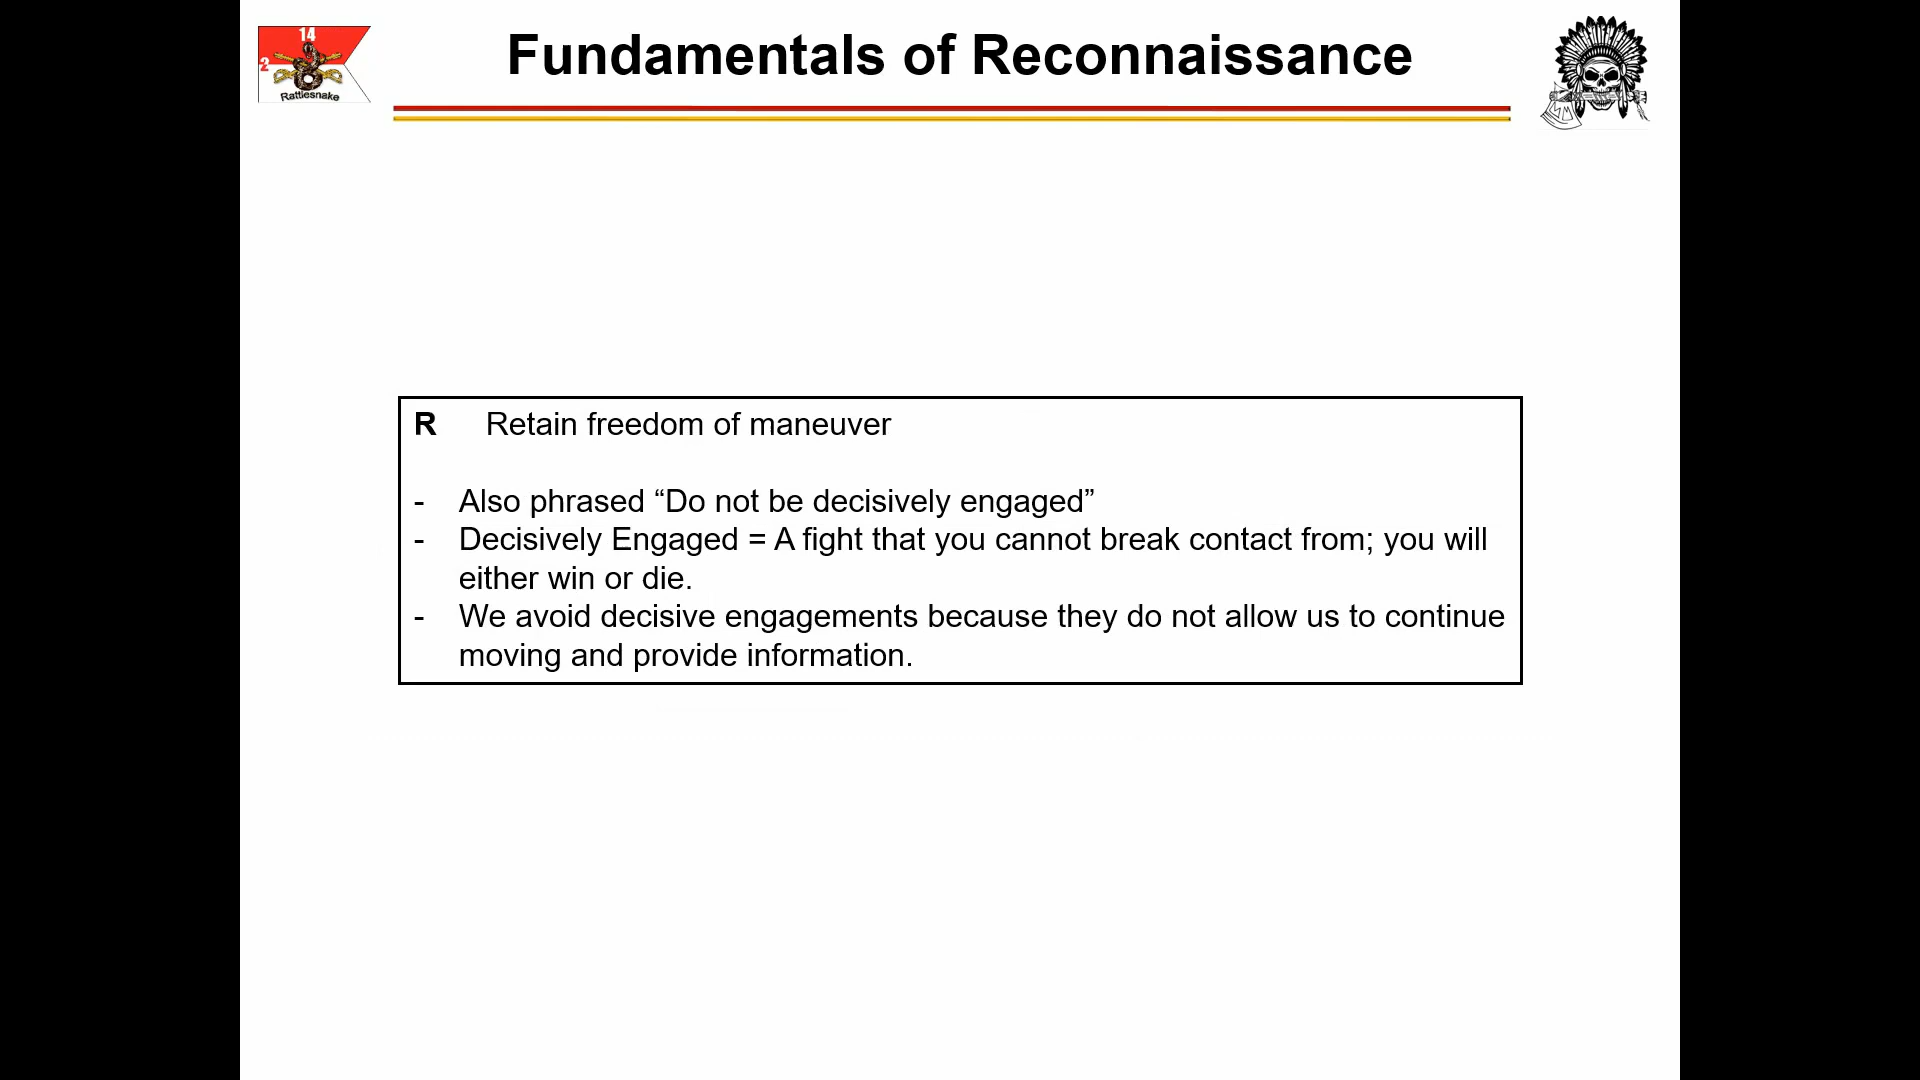 14
2
Rattlesnake
Fundamentals of Reconnaissance
R Retain freedom of maneuver
- Also phrased “Do not be decisively engaged”
- Decisively Engaged = A fight that you cannot break contact from; you will
either win or die.
- We avoid decisive engagements because they do not allow us to continue
moving and provide information.